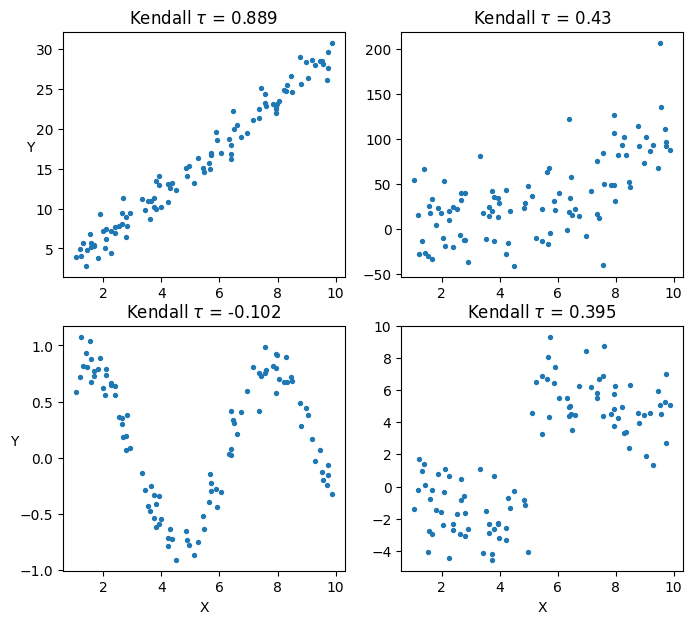 Kendall τ = 0.889
Y
30
25
20
15
10
5
2 4 6 8 10
Kendall τ = 0.43
200
150
100
50
0
−50
2 4 6 8 10
Kendall τ = -0.102
Y
1.0
0.5
0.0
−0.5
−1.0
2 4 6 8 10
X
Kendall τ = 0.395
10
8
6
4
2
0
−2
−4
2 4 6 8 10
X